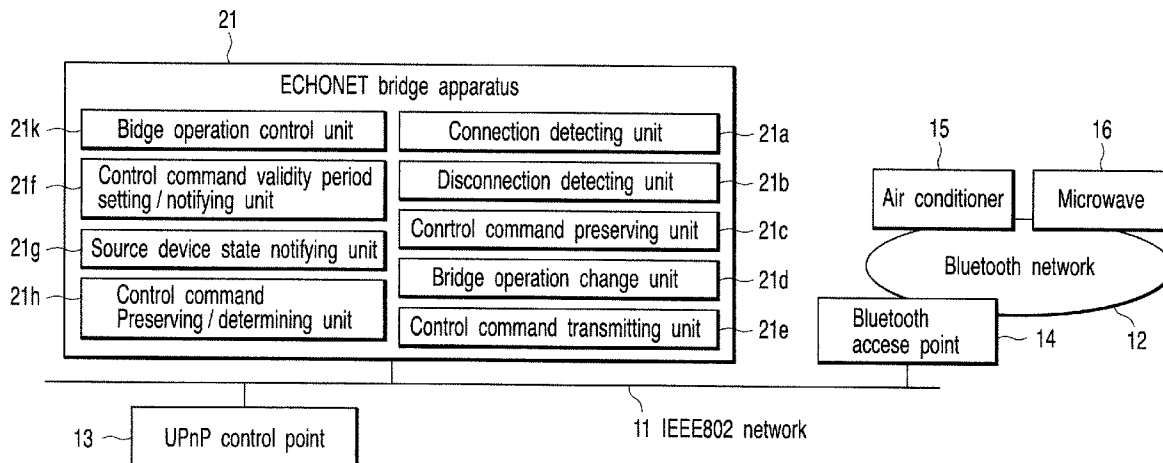 21
ECHONET bridge apparatus
21k
Bidge operation control unit
Connection detecting unit
21a
21f
Control command validity period
setting / notifying unit
Disconnection detecting unit
21b
Conrtrol command preserving unit
21c
21g
Source device state notifying unit
Bridge operation change unit
21d
21h
Control command
Preserving / determining unit
Control command transmitting unit
21e
15
16
Air conditioner
Microwave
Bluetooth network
Bluetooth
accese point
14
12
13
UPnP control point
11 IEEE802 network